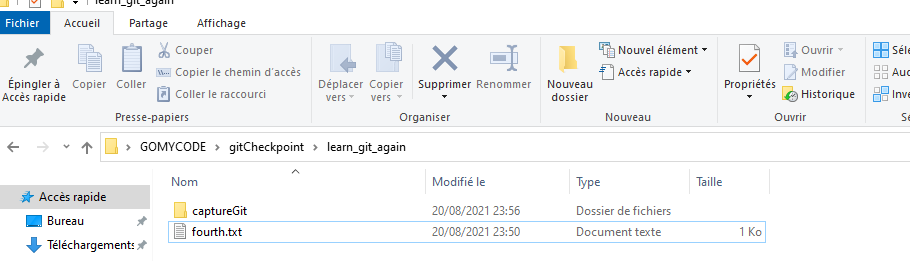 learn_git_again
Fichier Accueil Partage Affichage
Épingler à Accès rapide
Copier
Coller
Couper
Copier le chemin d'accès
Coller le raccourci
Presse-papiers
Déplacer vers
Copier vers
Supprimer
Renommer
Organiser
Nouveau dossier
Nouvel élément
Accès rapide
Nouveau
Propriétés
Ouvrir
Modifier
Historique
Ouvrir
Séle
Auc
Inve
GOMYCODE > gitCheckpoint > learn_git_again
Nom Modifié le Type Taille
Accès rapide
Bureau
Téléchargements
captureGit 20/08/2021 23:56 Dossier de fichiers
fourth.txt 20/08/2021 23:50 Document texte 1 Ko